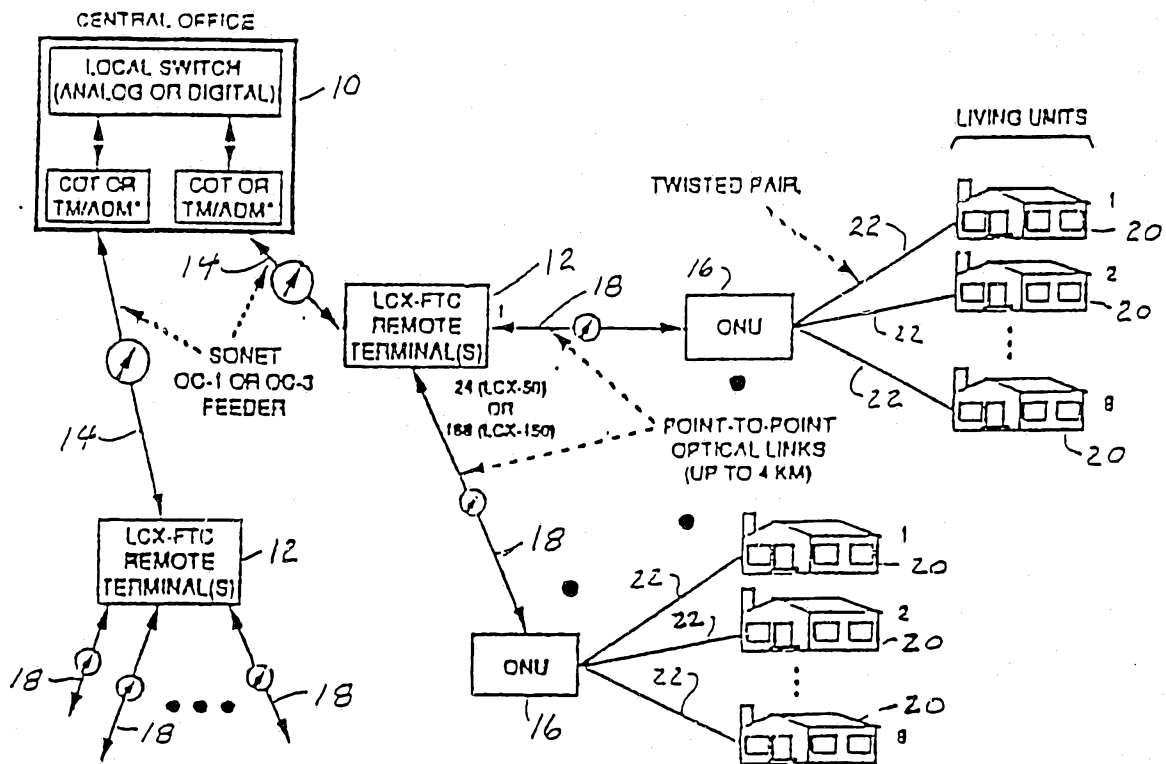 CENTRAL OFFICE
LOCAL SWITCH
(ANALOG OR DIGITAL)
10
COT OR
TM/ADM*
COT OR
TM/ADM*
LIVING UNITS
TWISTED PAIR
1
20
22
2
20
22
8
20
22
14
12
LCX-FTC
REMOTE
TERMINAL(S)
1
18
16
ONU
SONET
OC-1 OR OC-3
FEEDER
24 (LCX-50)
OR
168 (LCX-150)
POINT-TO-POINT
OPTICAL LINKS
(UP TO 4 KM)
14
LCX-FTC
REMOTE
TERMINAL(S)
12
18
18
18
18
ONU
16
22
22
22
1
20
2
20
20
8